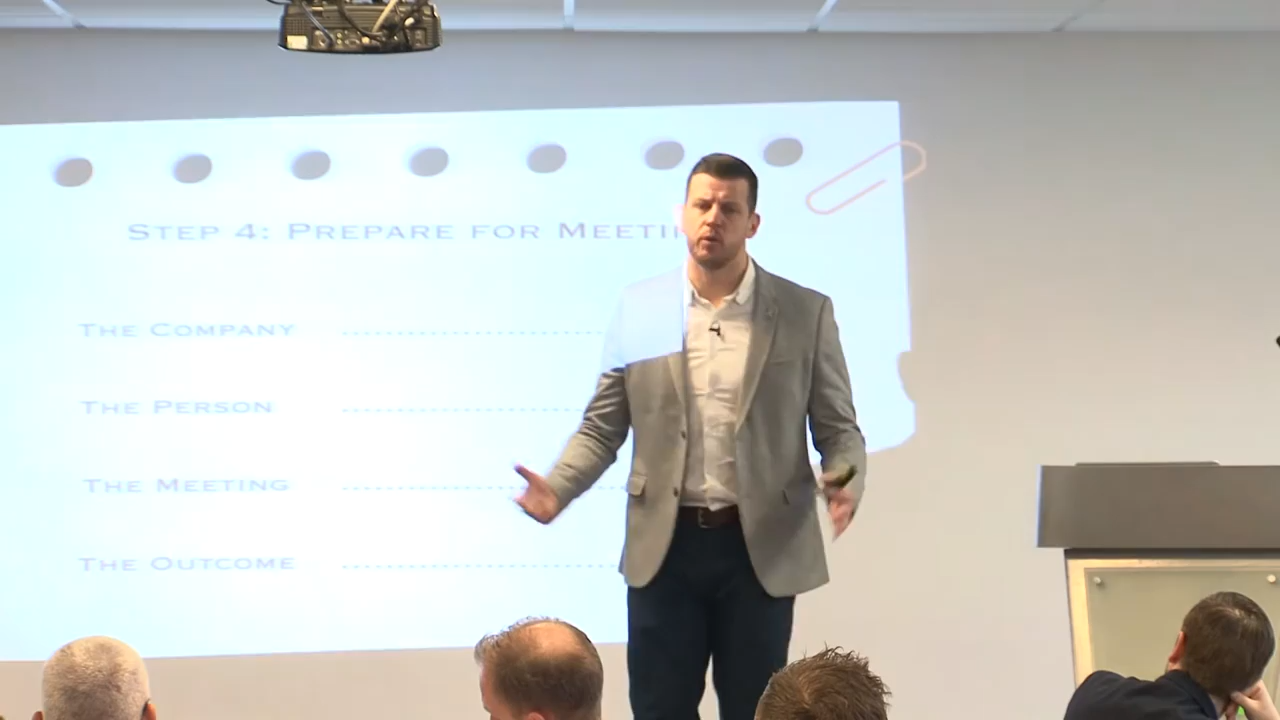 STEP 4: PREPARE FOR MEETI
THE COMPANY
THE PERSON
THE MEETING
THE OUTCOME